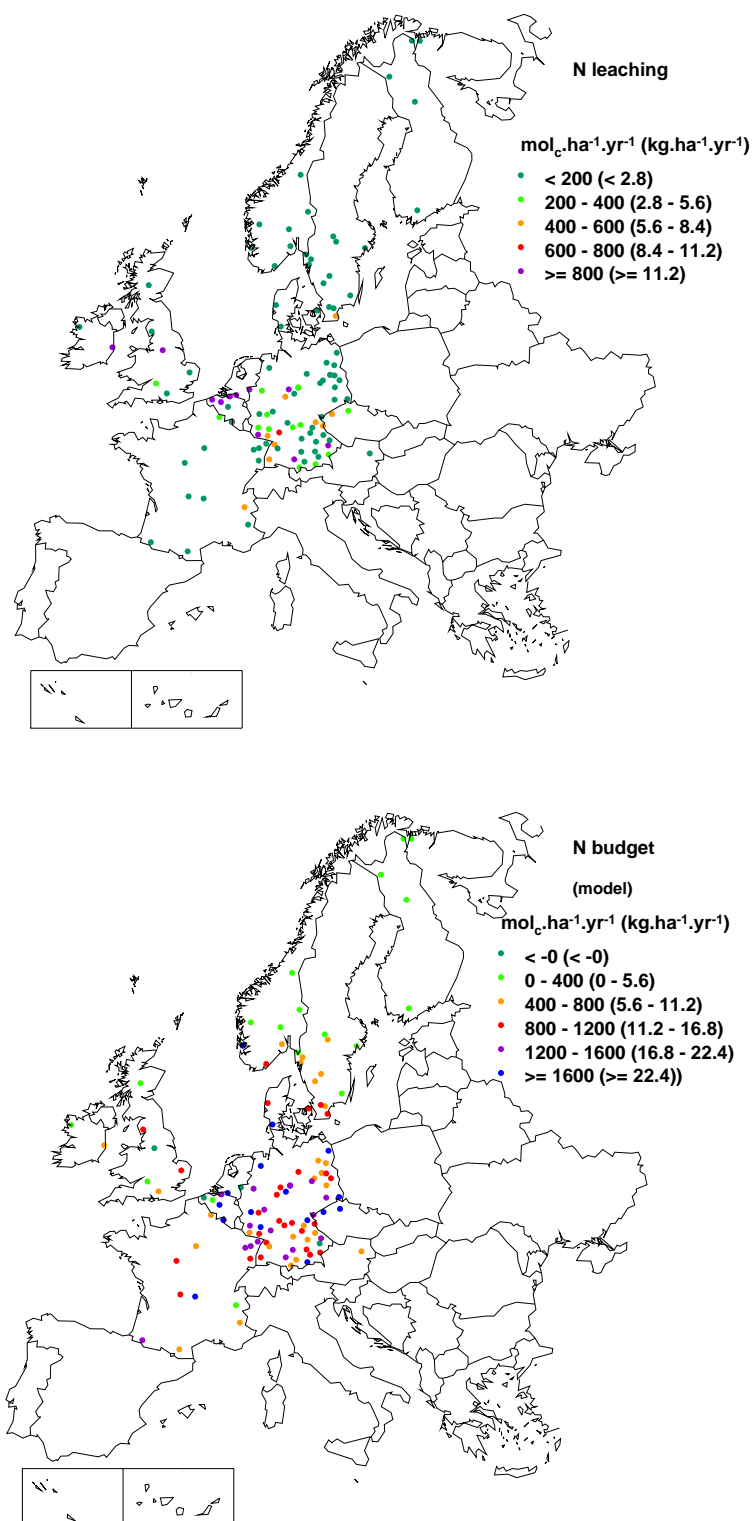 N leaching
mol_c.ha⁻¹.yr⁻¹ (kg.ha⁻¹.yr⁻¹)
< 200 (< 2.8)
200 - 400 (2.8 - 5.6)
400 - 600 (5.6 - 8.4)
600 - 800 (8.4 - 11.2)
>= 800 (>= 11.2)
N budget
(model)
mol_c.ha⁻¹.yr⁻¹ (kg.ha⁻¹.yr⁻¹)
< -0 (< -0)
0 - 400 (0 - 5.6)
400 - 800 (5.6 - 11.2)
800 - 1200 (11.2 - 16.8)
1200 - 1600 (16.8 - 22.4)
>= 1600 (>= 22.4))